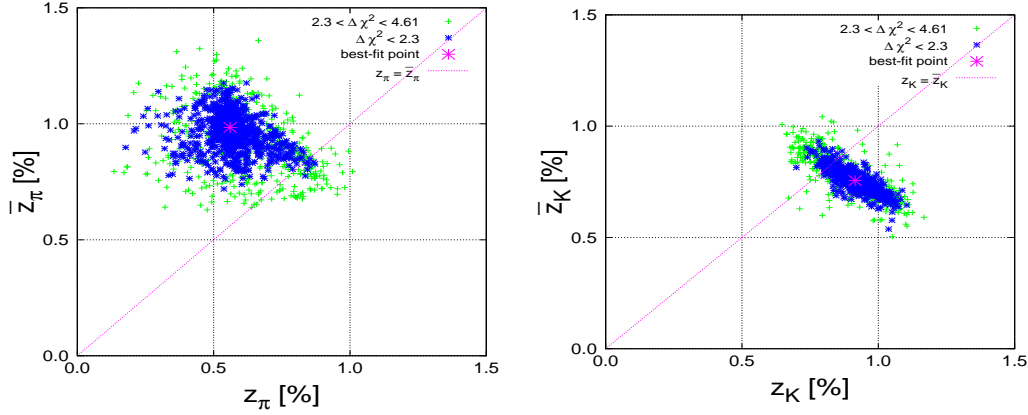 2.3 < Δ χ² < 4.61
Δ χ² < 2.3
best-fit point
z_π = z̅_π
1.5
1.0
0.5
0.0
0.0 0.5 1.0 1.5
z̅_π [%]
z_π [%]
2.3 < Δ χ² < 4.61
Δ χ² < 2.3
best-fit point
z_K = z̅_K
1.5
1.0
0.5
0.0
0.0 0.5 1.0 1.5
z̅_K [%]
z_K [%]